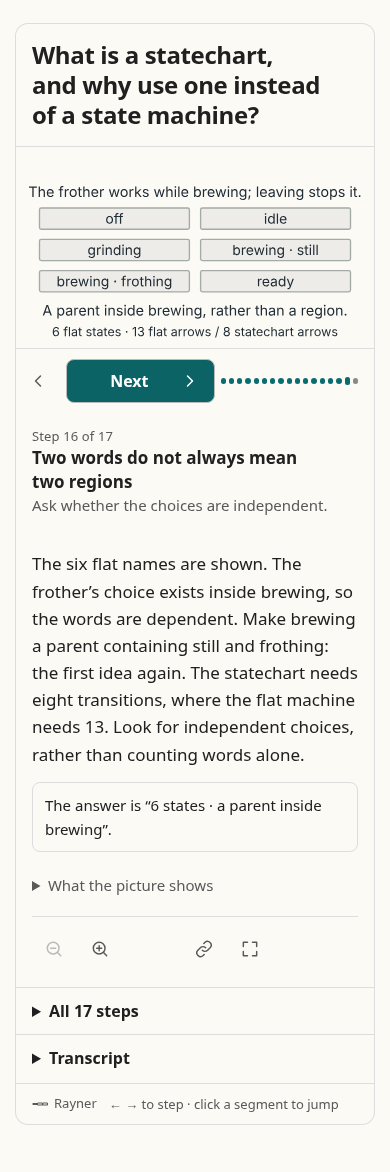 What is a statechart,
and why use one instead
of a state machine?
The frother works while brewing; leaving stops it.
off idle
grinding brewing · still
brewing · frothing ready
A parent inside brewing, rather than a region.
6 flat states · 13 flat arrows / 8 statechart arrows
Next
Step 16 of 17
Two words do not always mean
two regions
Ask whether the choices are independent.
The six flat names are shown. The
frother’s choice exists inside brewing, so
the words are dependent. Make brewing
a parent containing still and frothing:
the first idea again. The statechart needs
eight transitions, where the flat machine
needs 13. Look for independent choices,
rather than counting words alone.
The answer is “6 states · a parent inside
brewing”.
What the picture shows
All 17 steps
Transcript
Rayner ← → to step · click a segment to jump